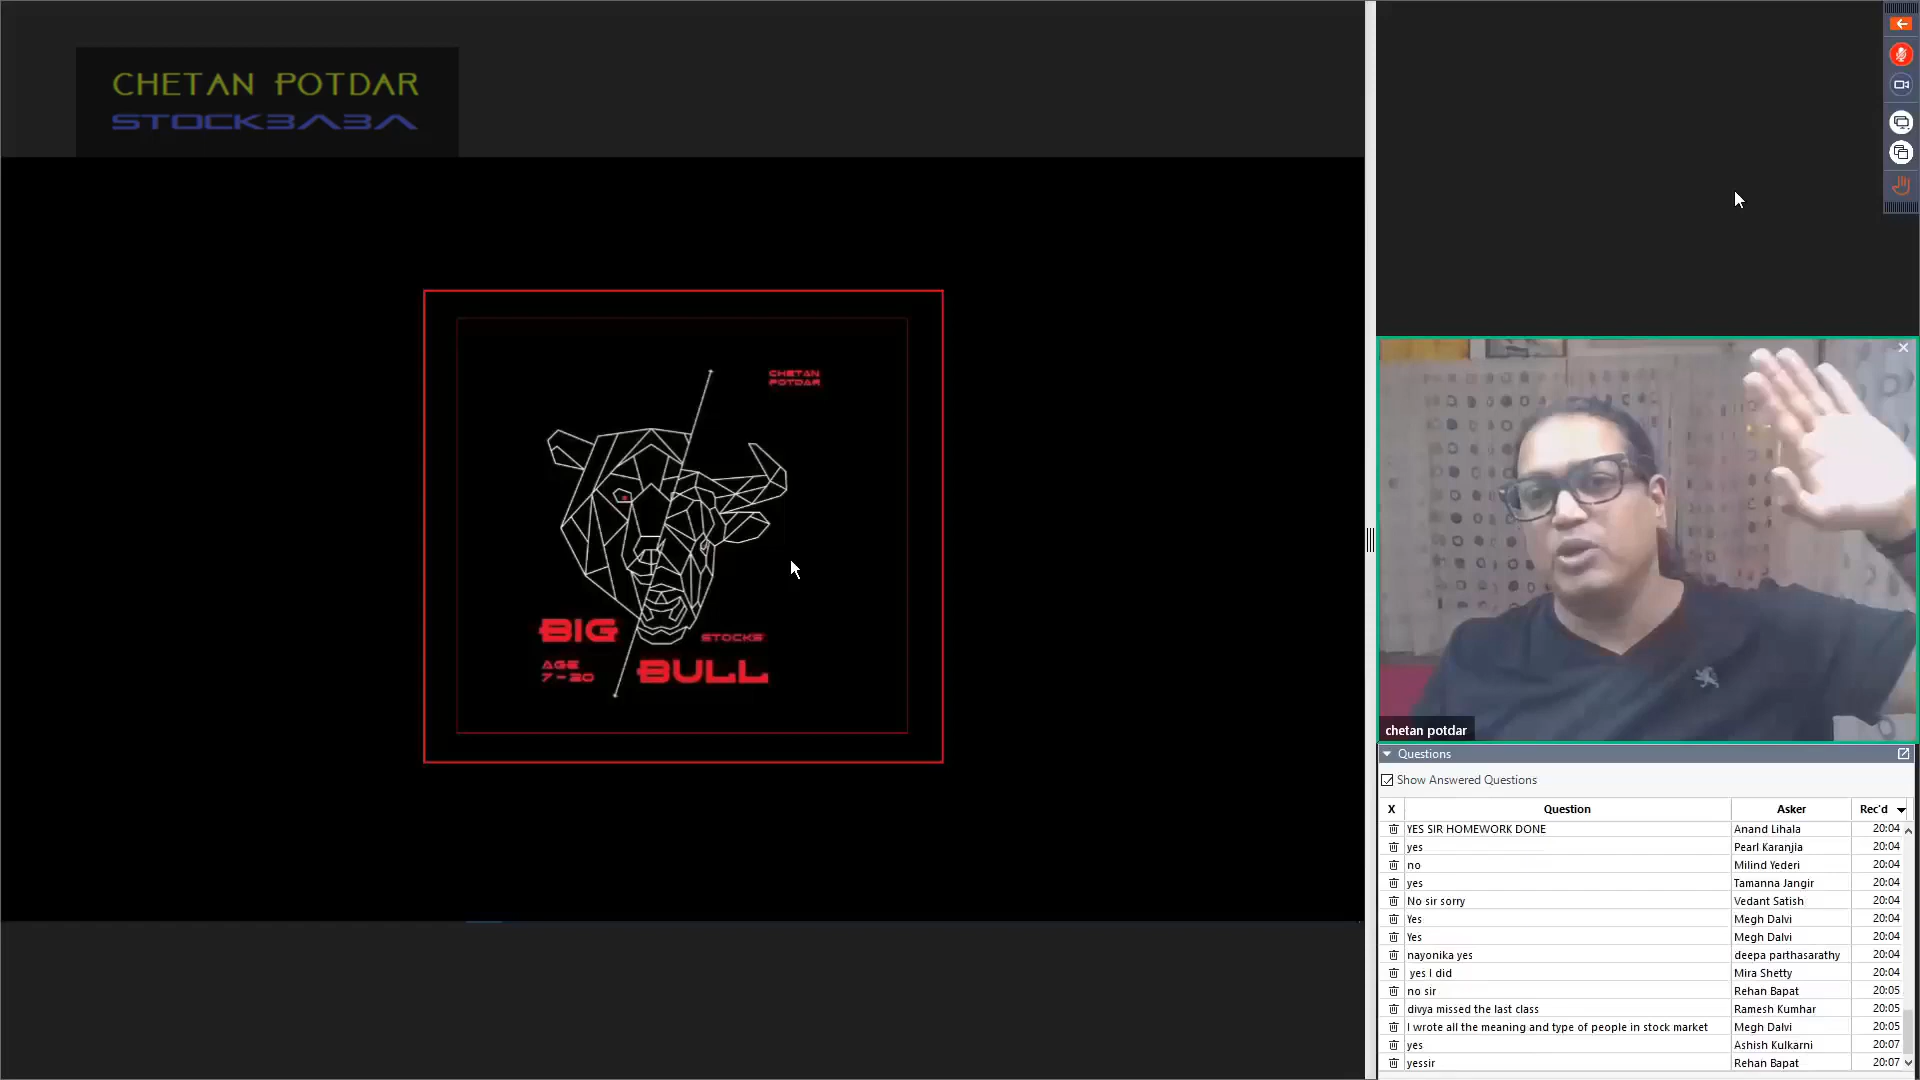 CHETAN POTDAR
STOCKBABA
CHETAN
POTDAR
BIG
STOCKS
AGE
7-20
BULL
chetan potdar
Questions
Show Answered Questions
X Question Asker Rec'd
YES SIR HOMEWORK DONE Anand Lihala 20:04
yes Pearl Karanjia 20:04
no Milind Yederi 20:04
yes Tamanna Jangir 20:04
No sir sorry Vedant Satish 20:04
Yes Megh Dalvi 20:04
Yes Megh Dalvi 20:04
nayonika yes deepa parthasarathy 20:04
yes I did Mira Shetty 20:04
no sir Rehan Bapat 20:05
divya missed the last class Ramesh Kumhar 20:05
I wrote all the meaning and type of people in stock market Megh Dalvi 20:05
yes Ashish Kulkarni 20:07
yessir Rehan Bapat 20:07